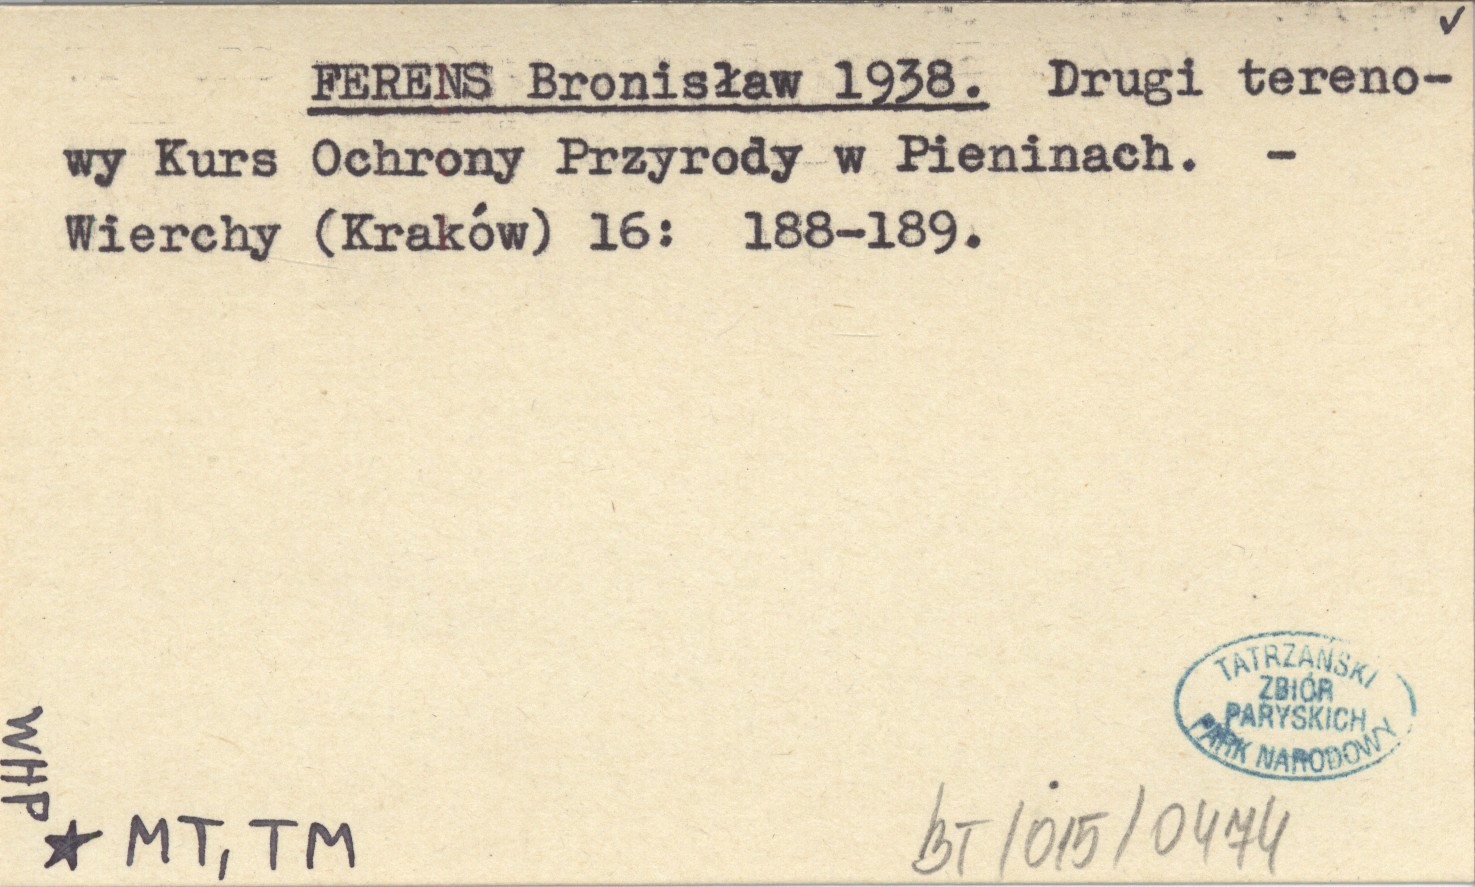 ✓
FERENS Bronisław 1938. Drugi tereno-
wy Kurs Ochrony Przyrody w Pieninach. -
Wierchy (Kraków) 16: 188-189.
TATRZAŃSKI
ZBIÓR
PARYSKICH
PARK NARODOWY
WHP
★ MT, TM
BT/015/0474